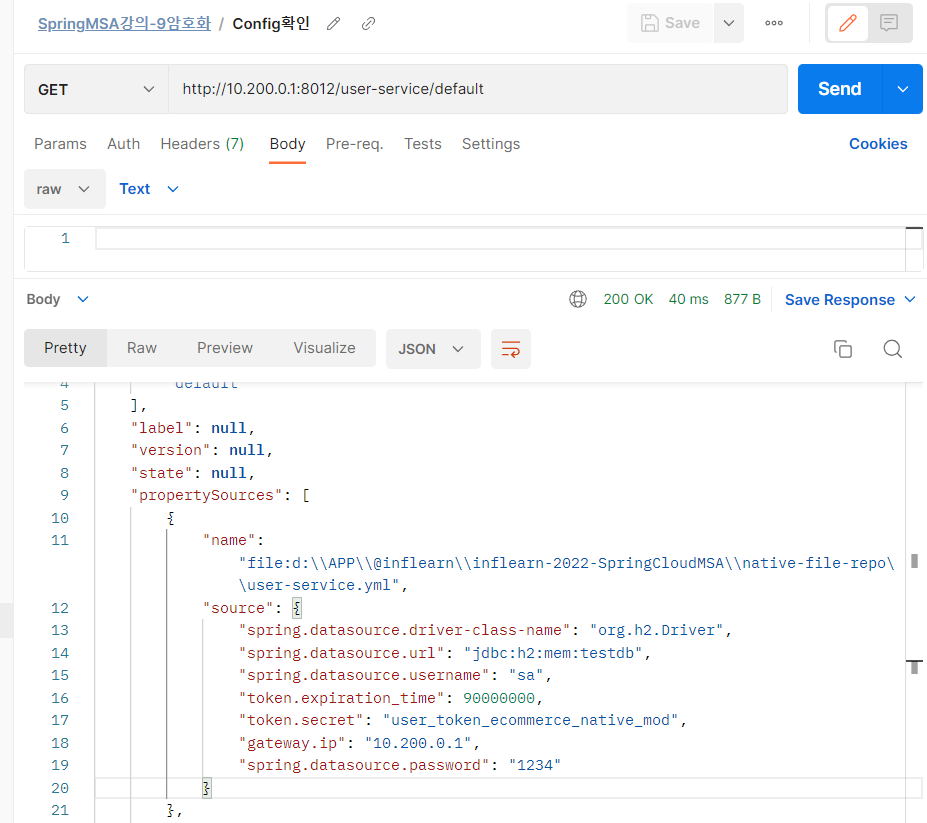 SpringMSA강의-9암호화 / Config확인
Save
GET http://10.200.0.1:8012/user-service/default Send
Params Auth Headers (7) Body Pre-req. Tests Settings Cookies
raw Text
1
Body 200 OK 40 ms 877 B Save Response
Pretty Raw Preview Visualize JSON
4 "default"
5 ],
6 "label": null,
7 "version": null,
8 "state": null,
9 "propertySources": [
10 {
11 "name":
"file:d:\\APP\\@inflearn\\inflearn-2022-SpringCloudMSA\\native-file-repo\
\user-service.yml",
12 "source": {
13 "spring.datasource.driver-class-name": "org.h2.Driver",
14 "spring.datasource.url": "jdbc:h2:mem:testdb",
15 "spring.datasource.username": "sa",
16 "token.expiration_time": 90000000,
17 "token.secret": "user_token_ecommerce_native_mod",
18 "gateway.ip": "10.200.0.1",
19 "spring.datasource.password": "1234"
20 }
21 },